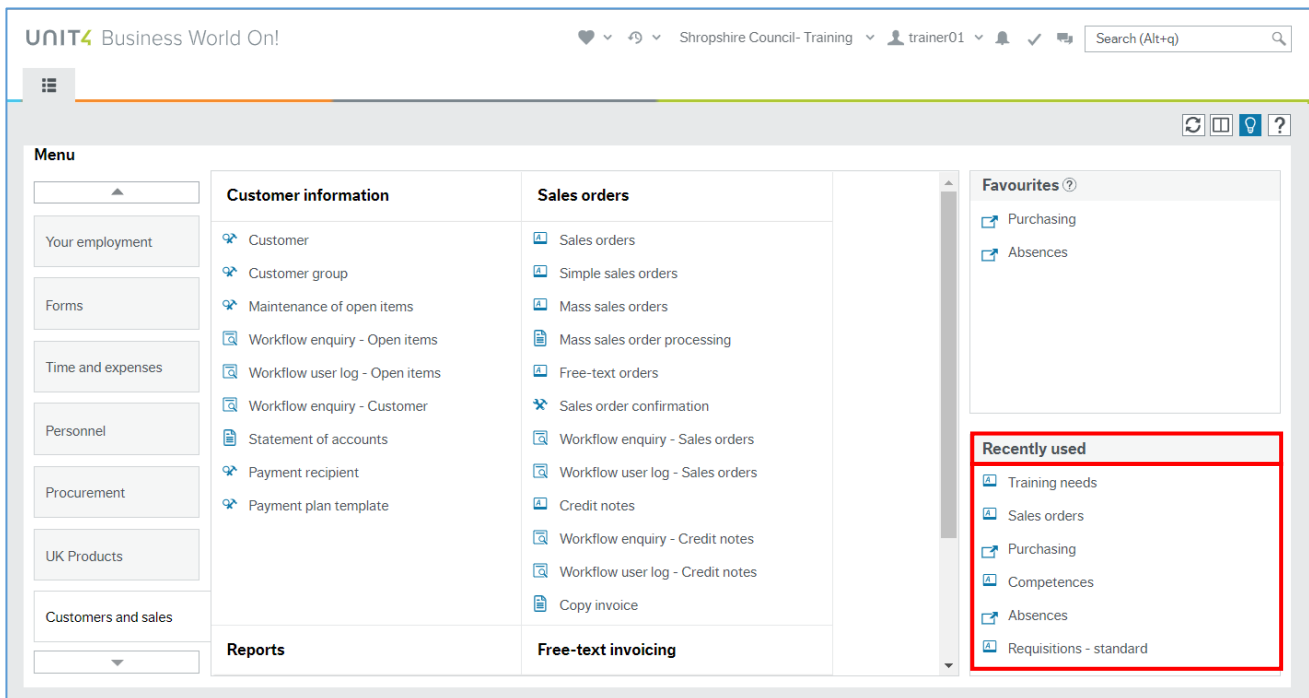 UNIT4 Business World On!
Shropshire Council- Training
trainer01
Search (Alt+q)
?
Menu
Your employment
Forms
Time and expenses
Personnel
Procurement
UK Products
Customers and sales
Customer information
Customer
Customer group
Maintenance of open items
Workflow enquiry - Open items
Workflow user log - Open items
Workflow enquiry - Customer
Statement of accounts
Payment recipient
Payment plan template
Reports
Sales orders
Sales orders
Simple sales orders
Mass sales orders
Mass sales order processing
Free-text orders
Sales order confirmation
Workflow enquiry - Sales orders
Workflow user log - Sales orders
Credit notes
Workflow enquiry - Credit notes
Workflow user log - Credit notes
Copy invoice
Free-text invoicing
Favourites ?
Purchasing
Absences
Recently used
Training needs
Sales orders
Purchasing
Competences
Absences
Requisitions - standard